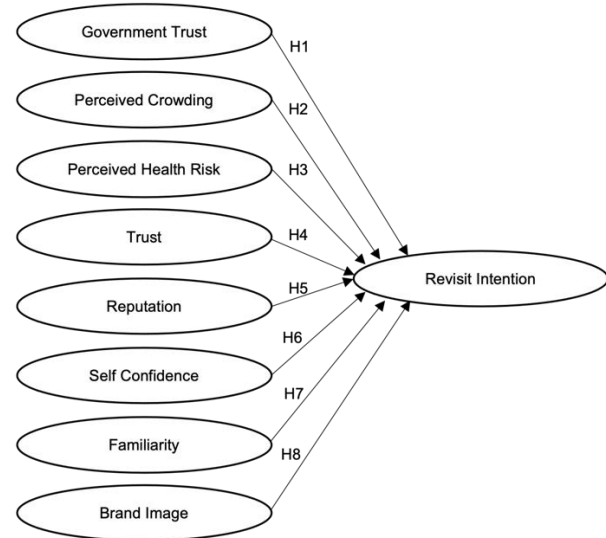 Government Trust
H1
Perceived Crowding
H2
Perceived Health Risk
H3
Trust
H4
Revisit Intention
Reputation
H5
H6
Self Confidence
H7
Familiarity
H8
Brand Image